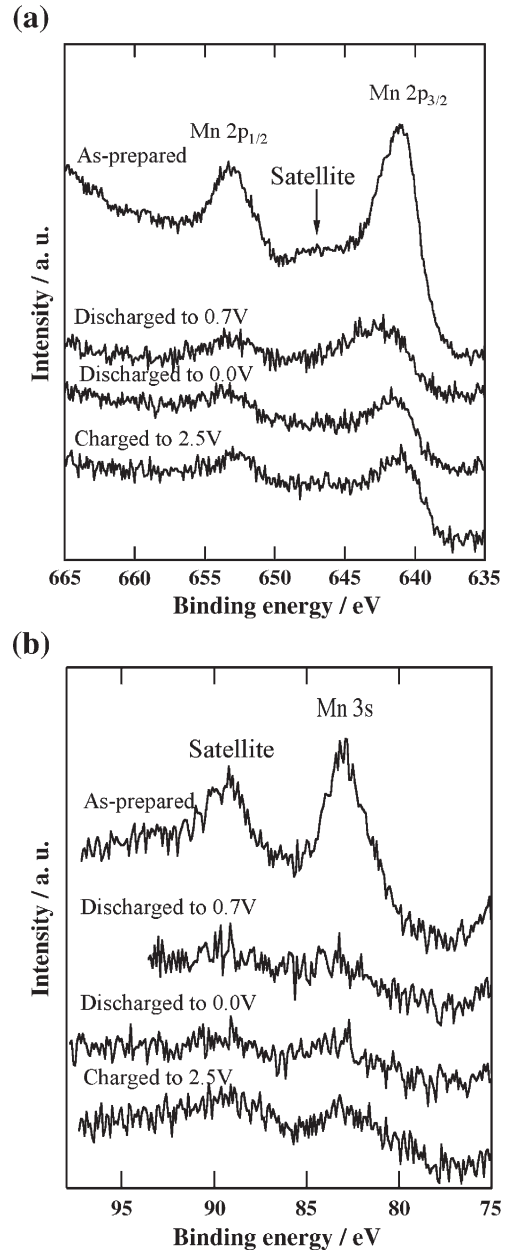 (a)
Mn 2p3/2
Mn 2p1/2
As-prepared
Satellite
Discharged to 0.7V
Discharged to 0.0V
Charged to 2.5V
Intensity / a. u.
665 660 655 650 645 640 635
Binding energy / eV
(b)
Mn 3s
Satellite
As-prepared
Discharged to 0.7V
Discharged to 0.0V
Charged to 2.5V
Intensity / a. u.
95 90 85 80 75
Binding energy / eV